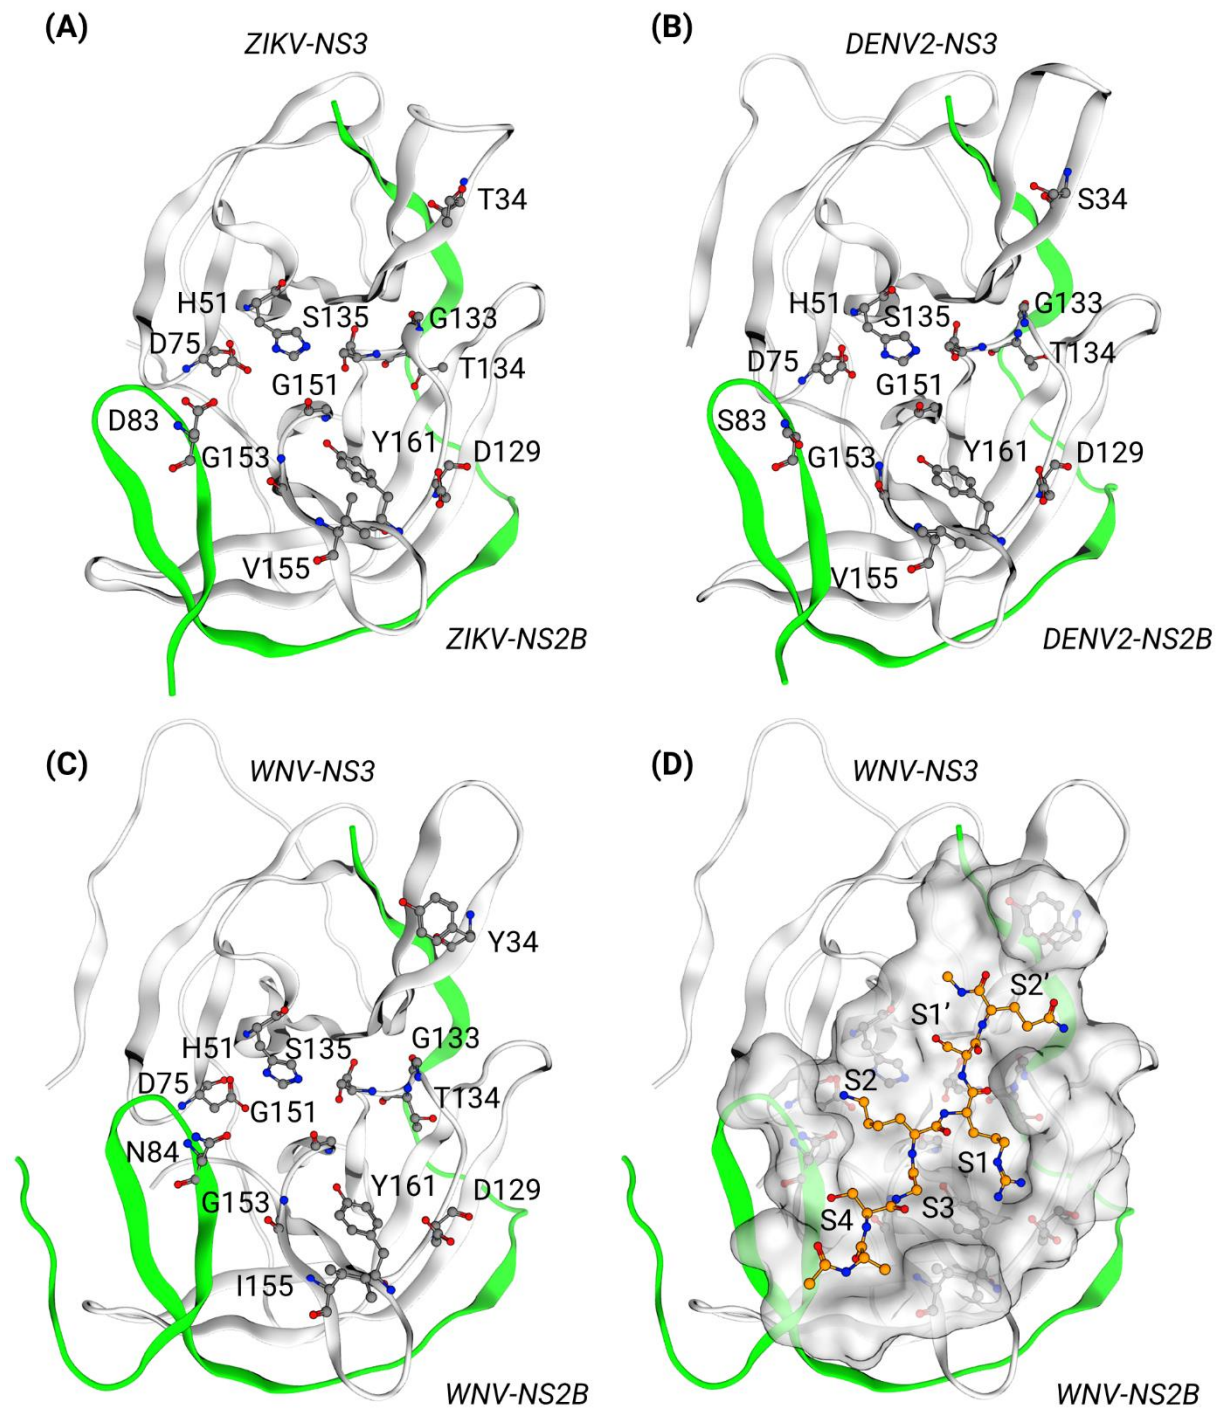 (A)
ZIKV-NS3
T34
H51
S135
G133
D75
T134
G151
D83
Y161
G153
D129
V155
ZIKV-NS2B
(B)
DENV2-NS3
S34
H51
S135
G133
D75
T134
G151
S83
Y161
G153
D129
V155
DENV2-NS2B
(C)
WNV-NS3
Y34
H51
S135
G133
D75
G151
T134
N84
G153
Y161
D129
I155
WNV-NS2B
(D)
WNV-NS3
S2’
S1’
S2
S1
S4
S3
WNV-NS2B